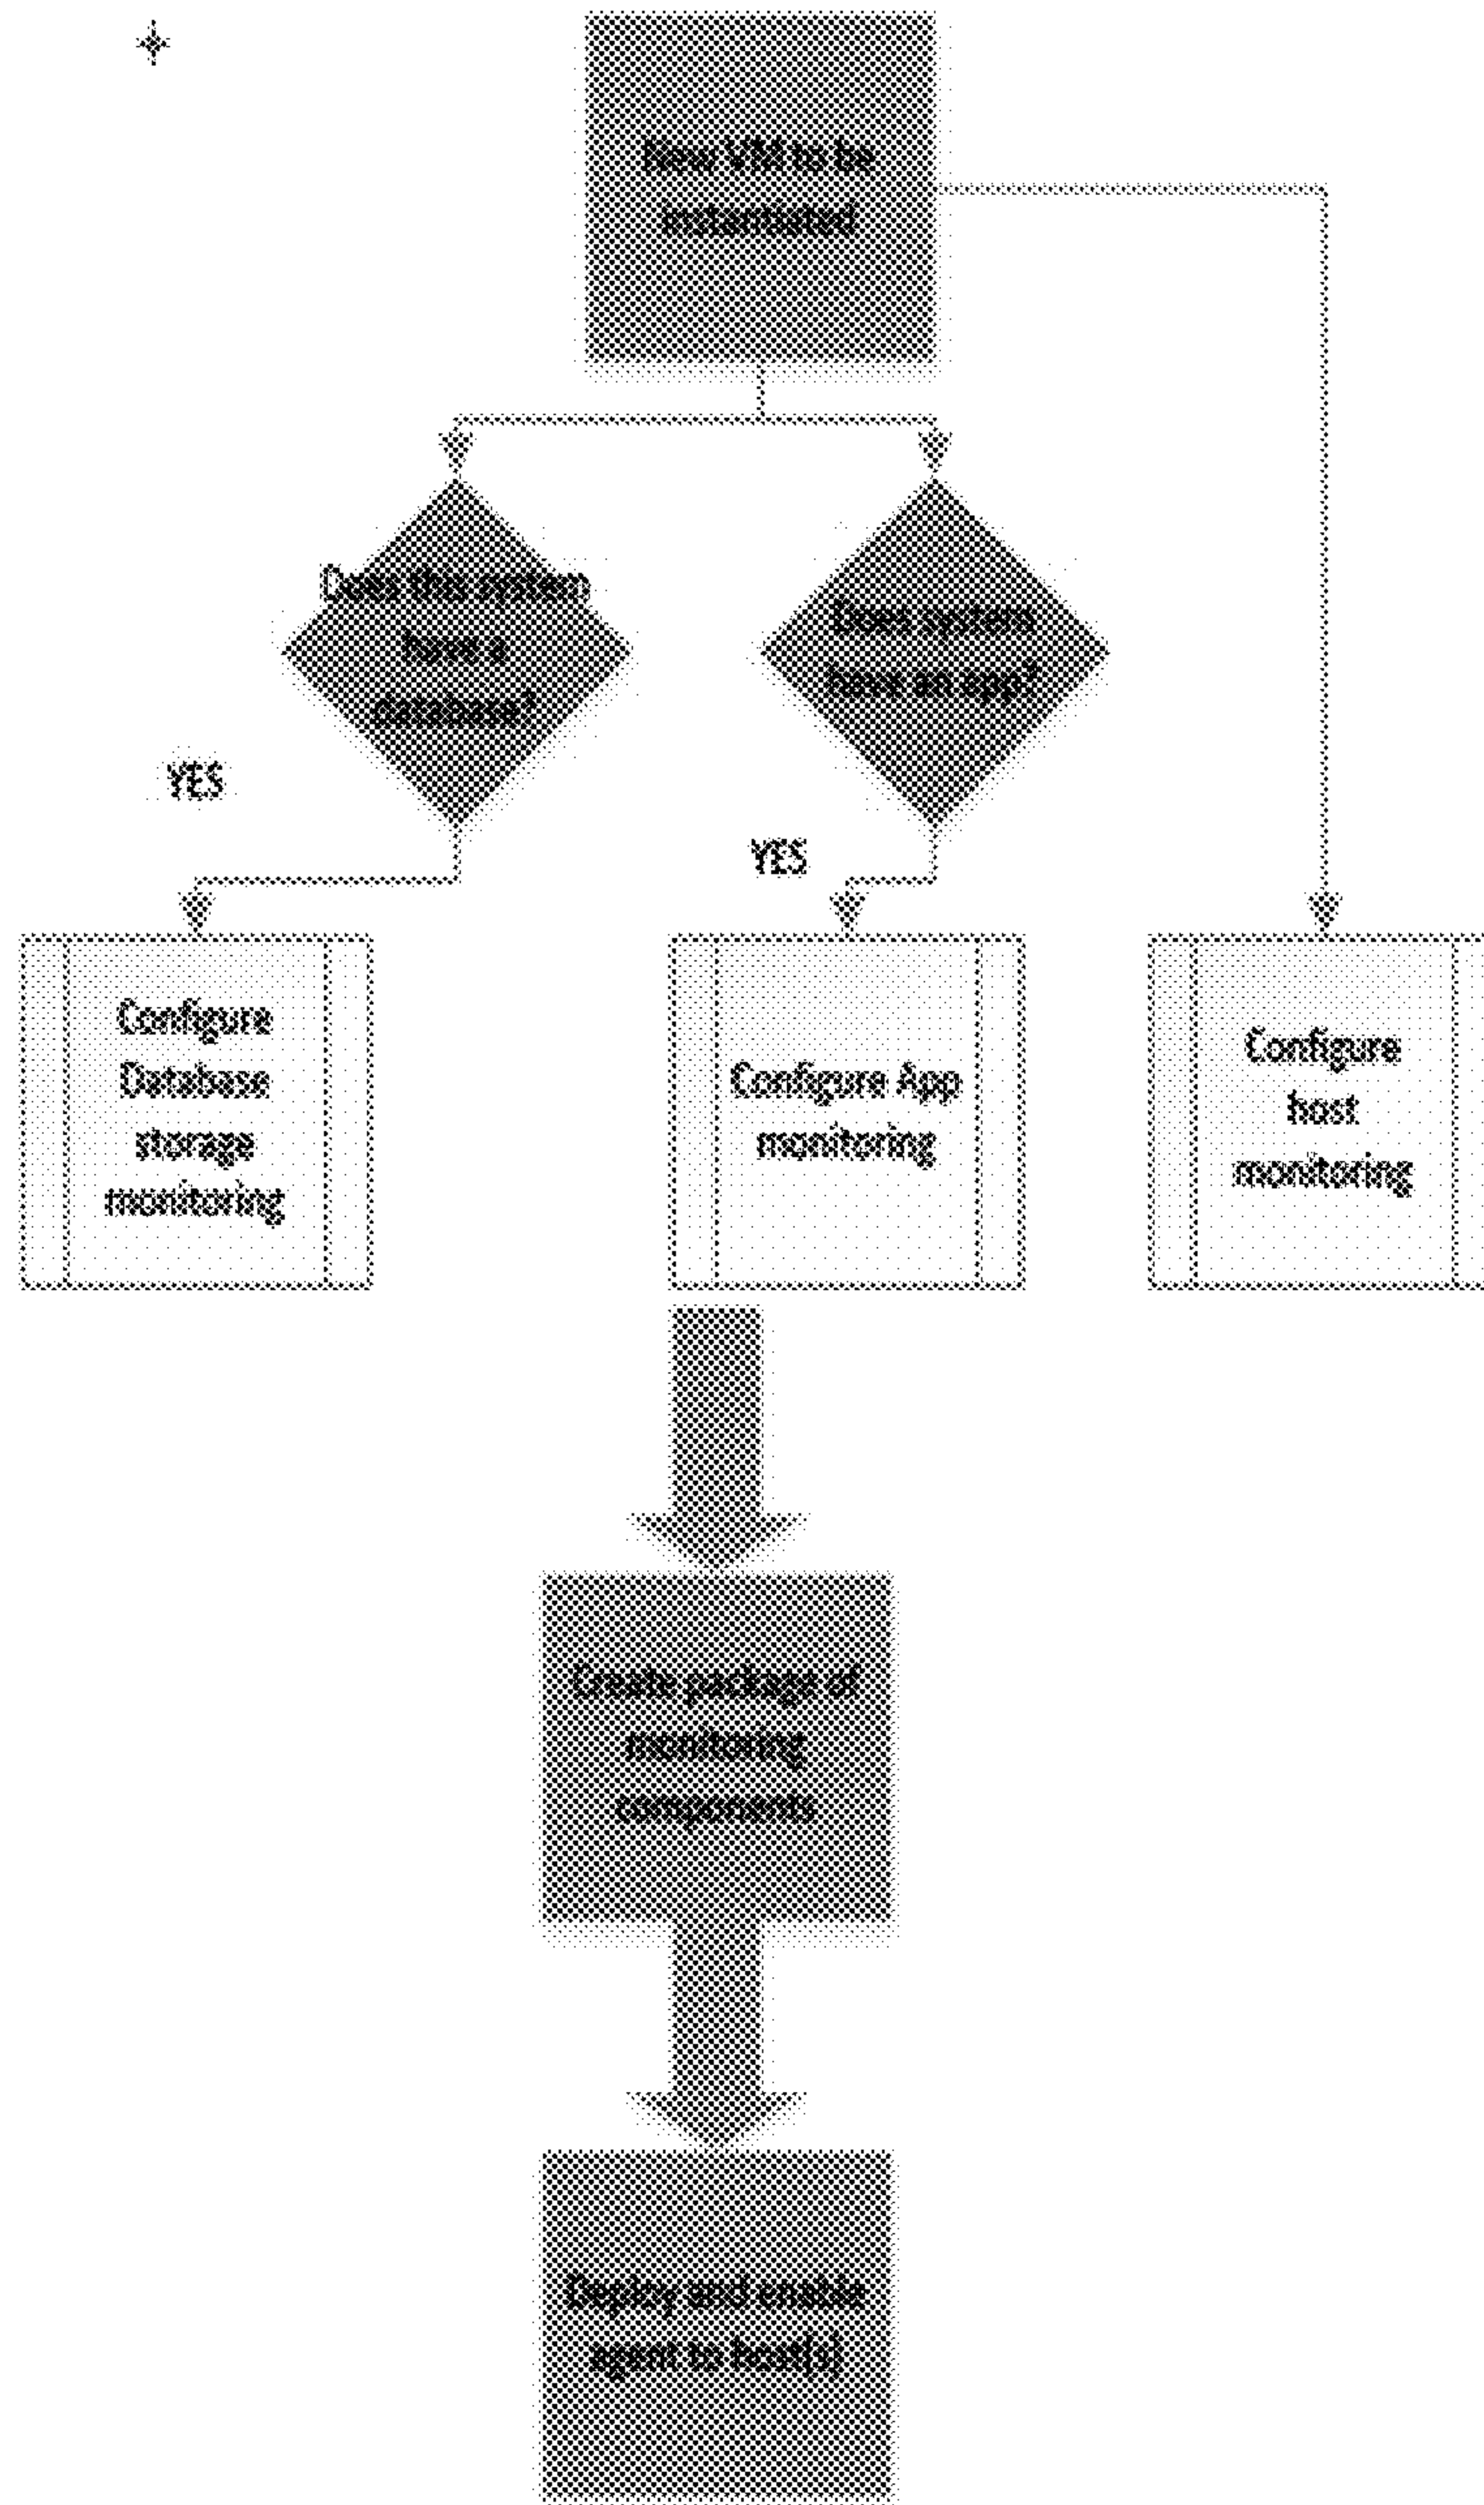 New VM to be
instantiated
Does this system
have a
database?
Does system
have an app?
YES
YES
Configure
Database
storage
monitoring
Configure App
monitoring
Configure
host
monitoring
Create package of
monitoring
components
Deploy and enable
agent to host(s)